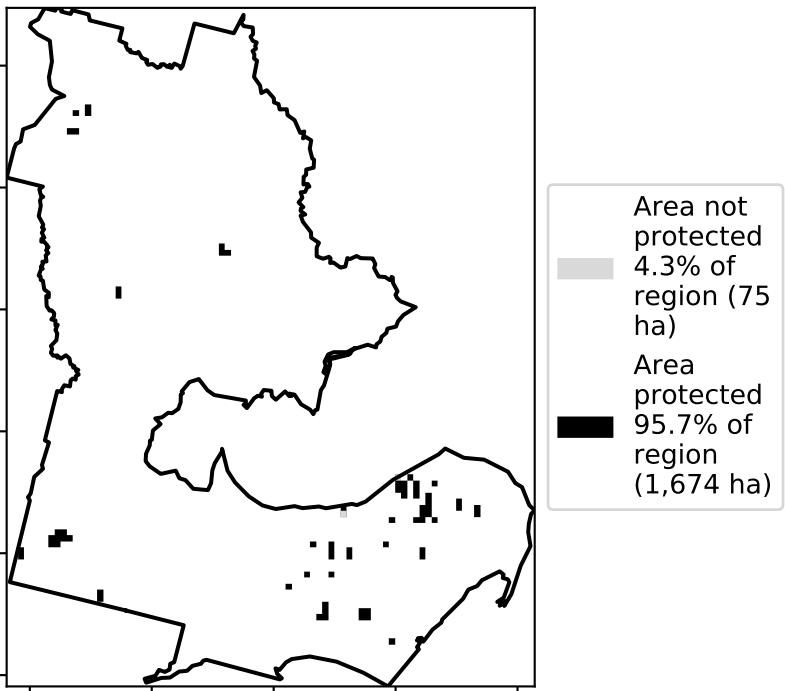 Area not
protected
4.3% of
region (75
ha)
Area
protected
95.7% of
region
(1,674 ha)